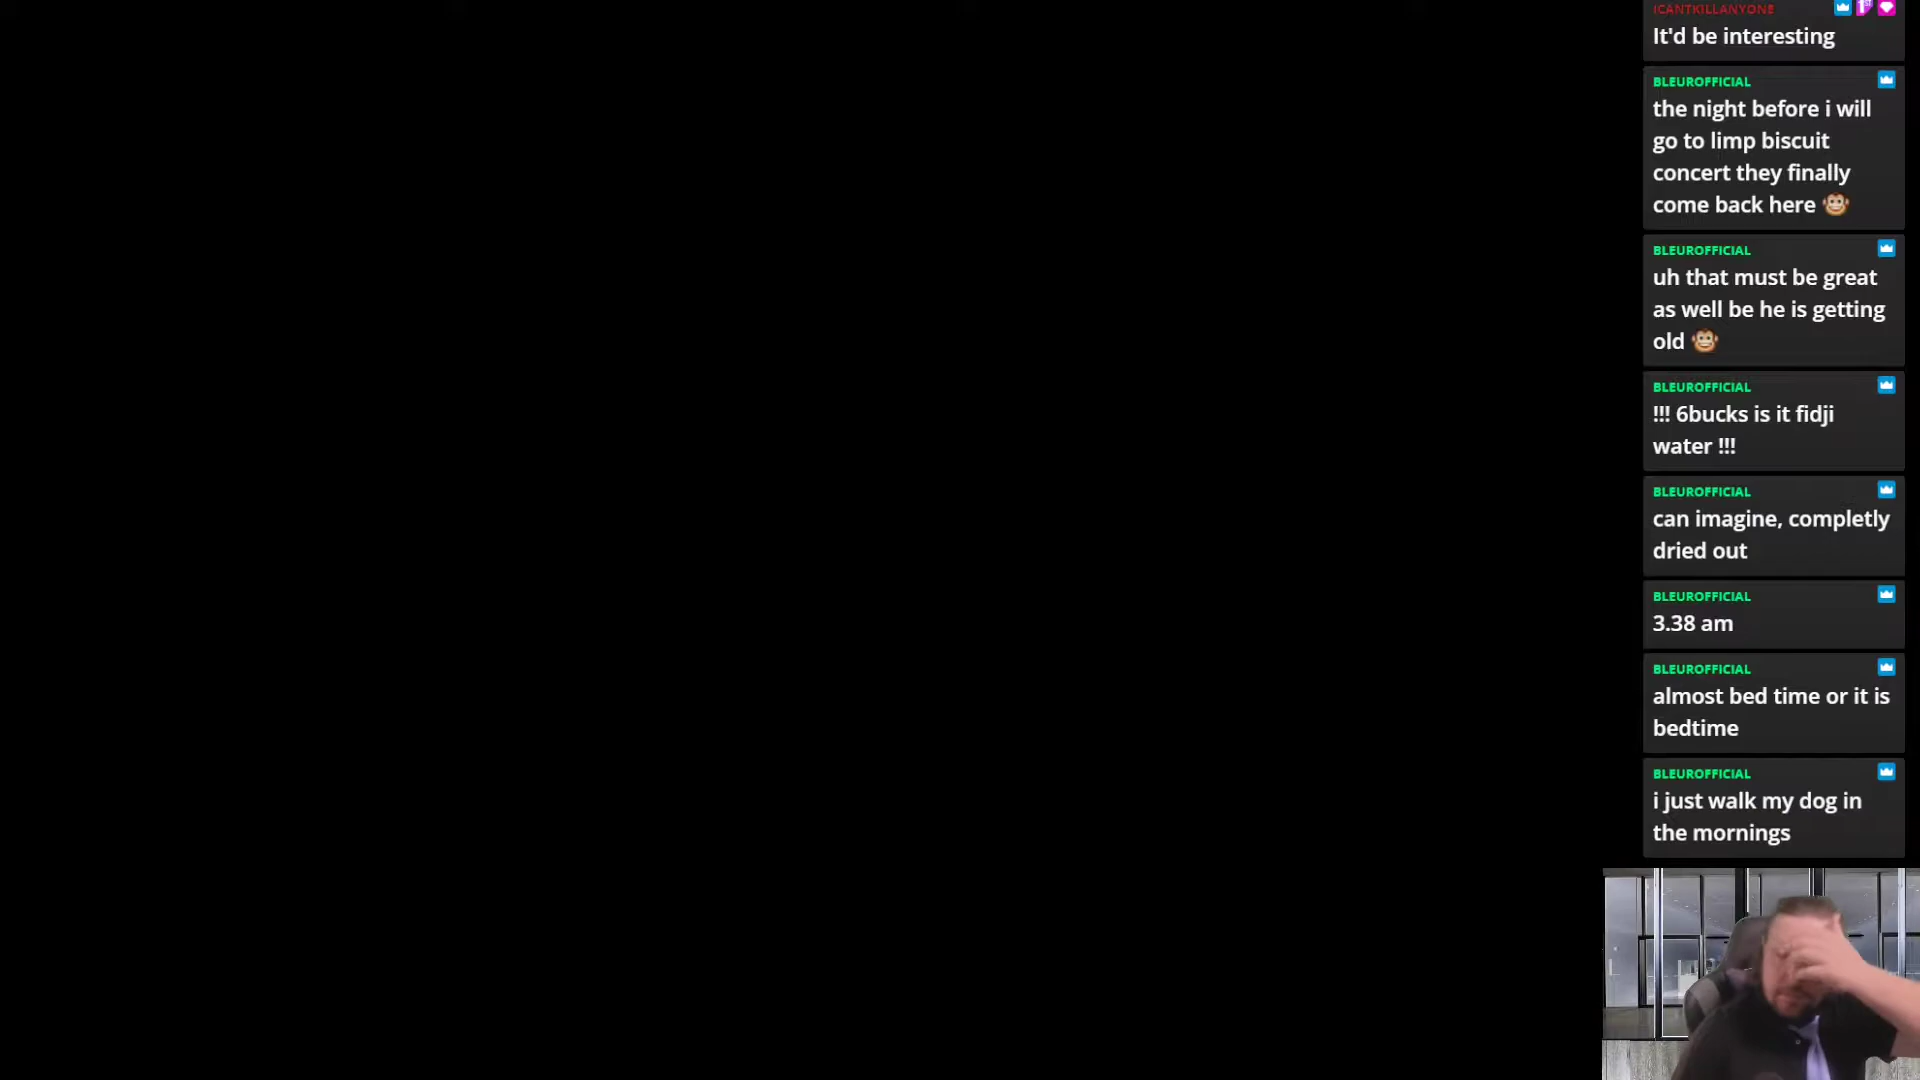 ICANTKILLANYONE
It'd be interesting
BLEUROFFICIAL
the night before i will
go to limp biscuit
concert they finally
come back here 🐵
BLEUROFFICIAL
uh that must be great
as well be he is getting
old 🐵
BLEUROFFICIAL
!!! 6bucks is it fidji
water !!!
BLEUROFFICIAL
can imagine, completly
dried out
BLEUROFFICIAL
3.38 am
BLEUROFFICIAL
almost bed time or it is
bedtime
BLEUROFFICIAL
i just walk my dog in
the mornings